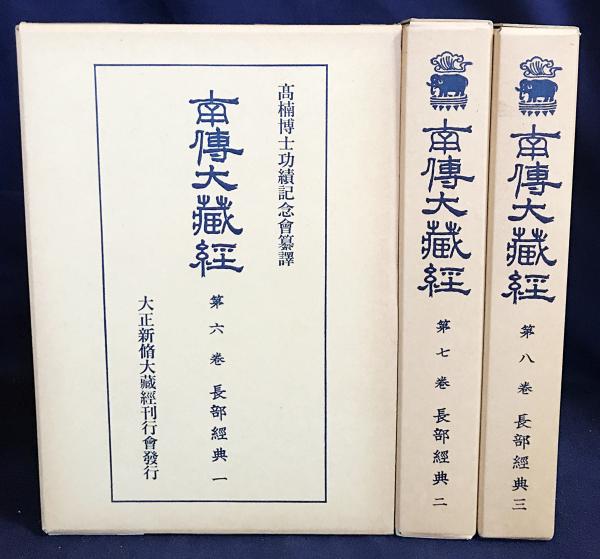 髙楠博士功績記念會纂譯
南傳大藏經
第六卷 長部經典一
大正新脩大藏經刊行會發行
南傳大藏經
第七卷 長部經典二
南傳大藏經
第八卷 長部經典三